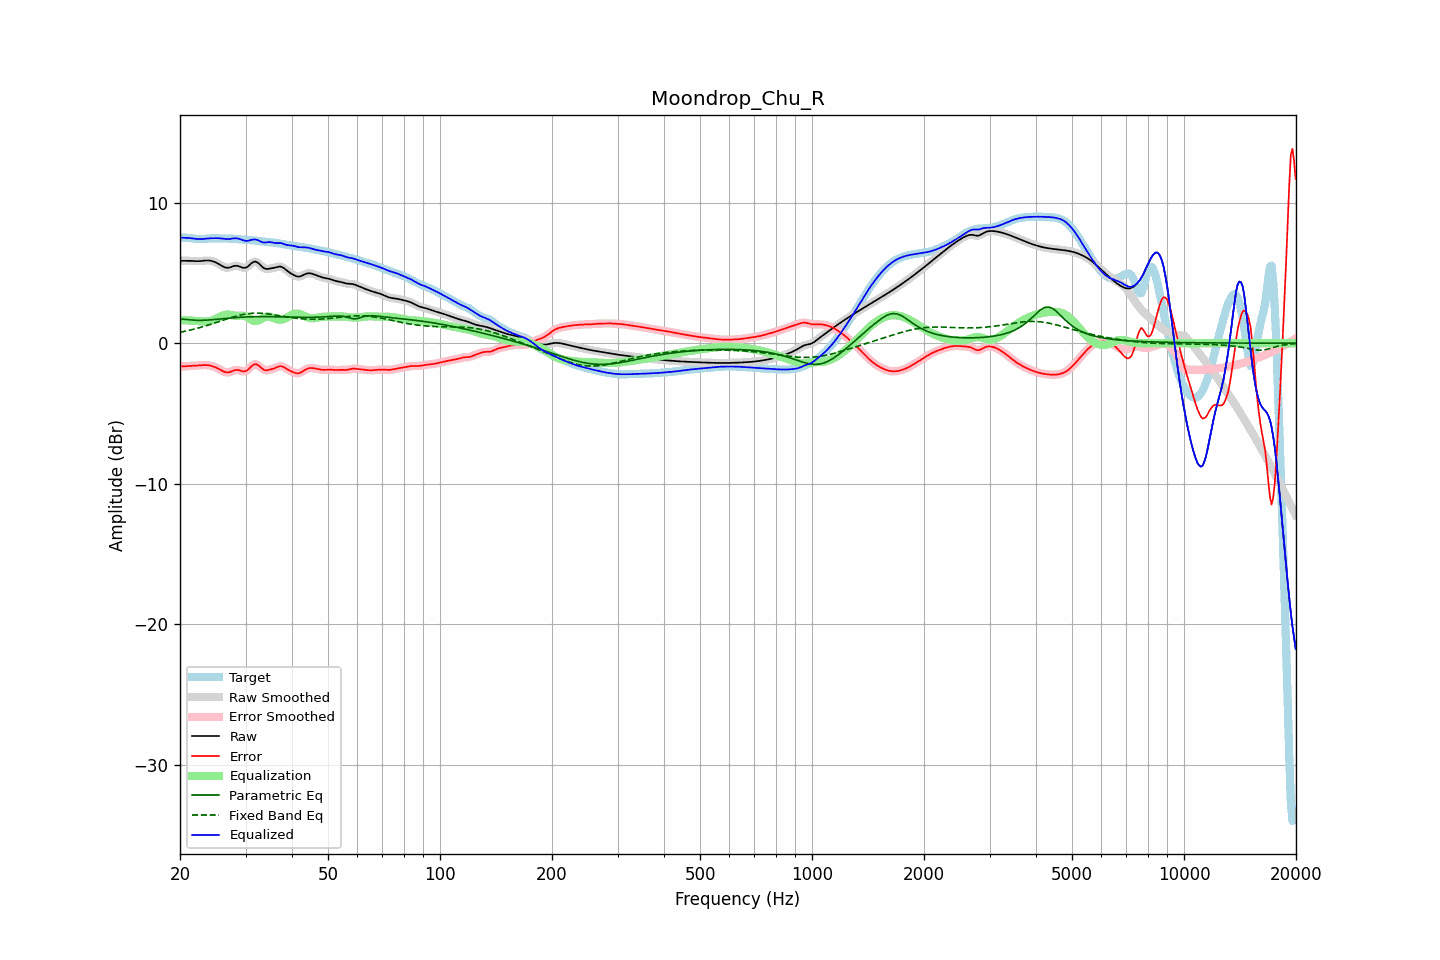 Moondrop_Chu_R
10
0
−10
−20
−30
Amplitude (dBr)
Target
Raw Smoothed
Error Smoothed
Raw
Error
Equalization
Parametric Eq
Fixed Band Eq
Equalized
20 50 100 200 500 1000 2000 5000 10000 20000
Frequency (Hz)